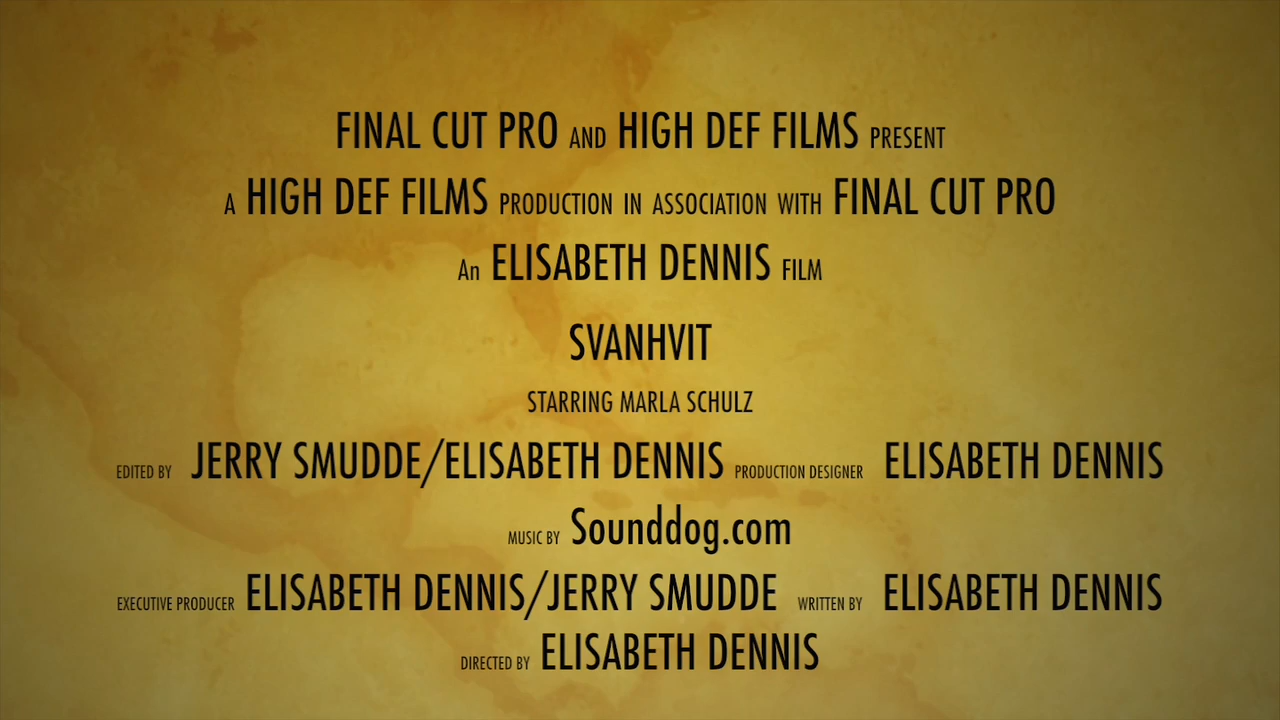 FINAL CUT PRO AND HIGH DEF FILMS PRESENT
A HIGH DEF FILMS PRODUCTION IN ASSOCIATION WITH FINAL CUT PRO
An ELISABETH DENNIS FILM
SVANHVIT
STARRING MARLA SCHULZ
EDITED BY JERRY SMUDDE/ELISABETH DENNIS PRODUCTION DESIGNER ELISABETH DENNIS
MUSIC BY Sounddog.com
EXECUTIVE PRODUCER ELISABETH DENNIS/JERRY SMUDDE WRITTEN BY ELISABETH DENNIS
DIRECTED BY ELISABETH DENNIS